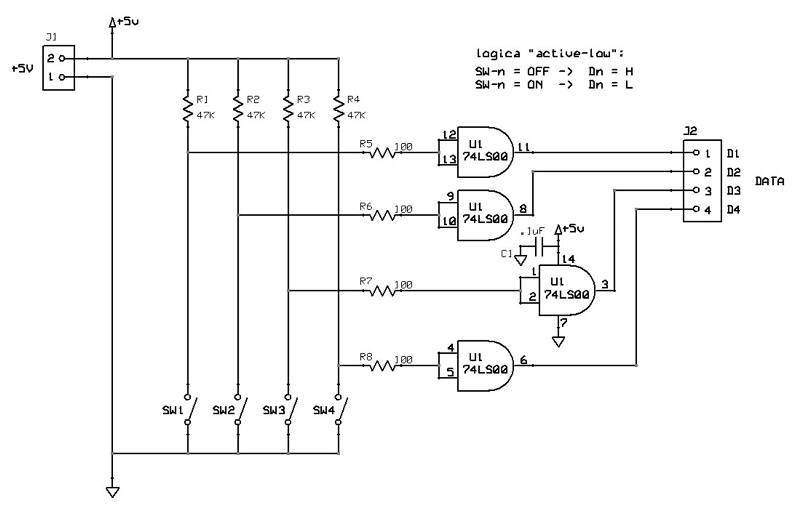 +5v
J1
+5V
2
1
logica "active-low":
SW-n = OFF -> Dn = H
SW-n = ON -> Dn = L
R1 47K
R2 47K
R3 47K
R4 47K
R5 100
12
13
U1
74LS00
11
J2
1 D1
2 D2
3 D3
4 D4
DATA
R6 100
9
10
U1
74LS00
8
.1uF
+5v
C1
14
R7 100
1
2
U1
74LS00
3
7
R8 100
4
5
U1
74LS00
6
SW1
SW2
SW3
SW4